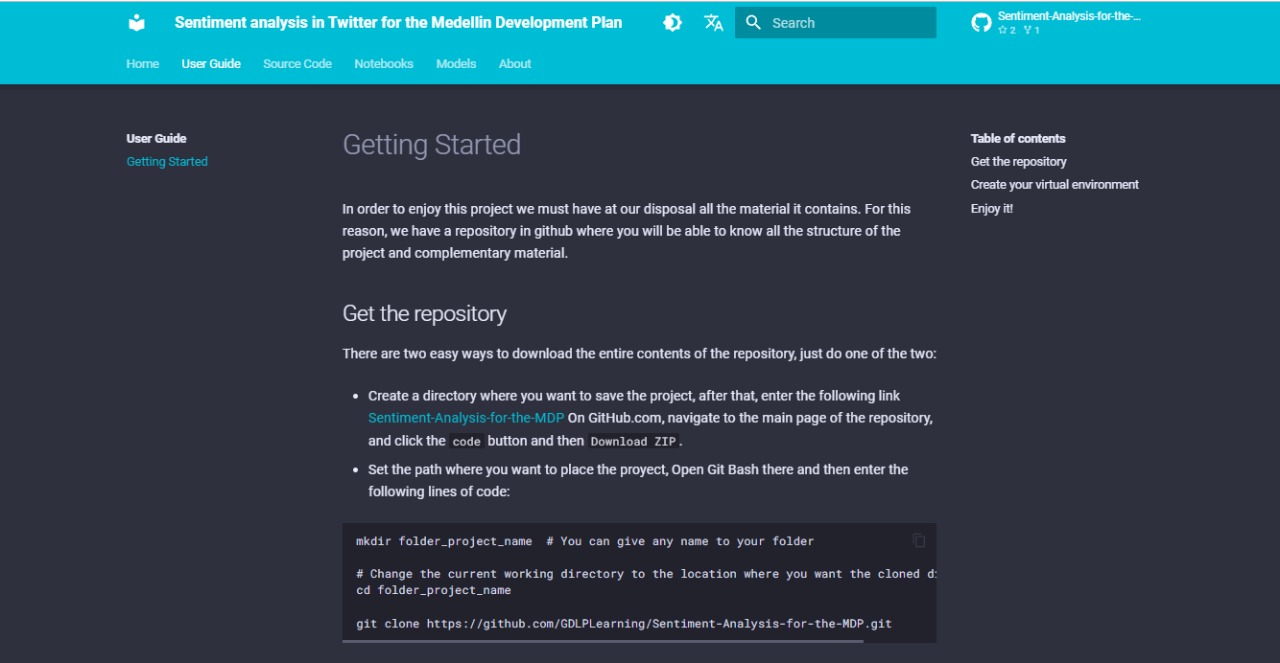 Sentiment analysis in Twitter for the Medellin Development Plan
Search
Sentiment-Analysis-for-the-...
2 1
Home User Guide Source Code Notebooks Models About
User Guide
Getting Started
Getting Started
In order to enjoy this project we must have at our disposal all the material it contains. For this
reason, we have a repository in github where you will be able to know all the structure of the
project and complementary material.
Get the repository
There are two easy ways to download the entire contents of the repository, just do one of the two:
• Create a directory where you want to save the project, after that, enter the following link
Sentiment-Analysis-for-the-MDP On GitHub.com, navigate to the main page of the repository,
and click the code button and then Download ZIP.
• Set the path where you want to place the proyect, Open Git Bash there and then enter the
following lines of code:
mkdir folder_project_name # You can give any name to your folder
# Change the current working directory to the location where you want the cloned
cd folder_project_name
git clone https://github.com/GDLPLearning/Sentiment-Analysis-for-the-MDP.git
Table of contents
Get the repository
Create your virtual environment
Enjoy it!